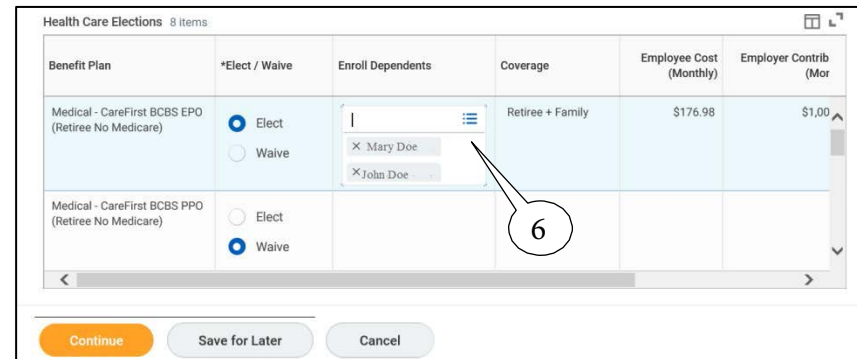 Health Care Elections 8 items
Benefit Plan
*Elect / Waive
Enroll Dependents
Coverage
Employee Cost
(Monthly)
Employer Contrib
(Mor
Medical - CareFirst BCBS EPO
(Retiree No Medicare)
Elect
Waive
× Mary Doe
× John Doe
Retiree + Family
$176.98
$1,00
6
Medical - CareFirst BCBS PPO
(Retiree No Medicare)
Elect
Waive
Continue
Save for Later
Cancel